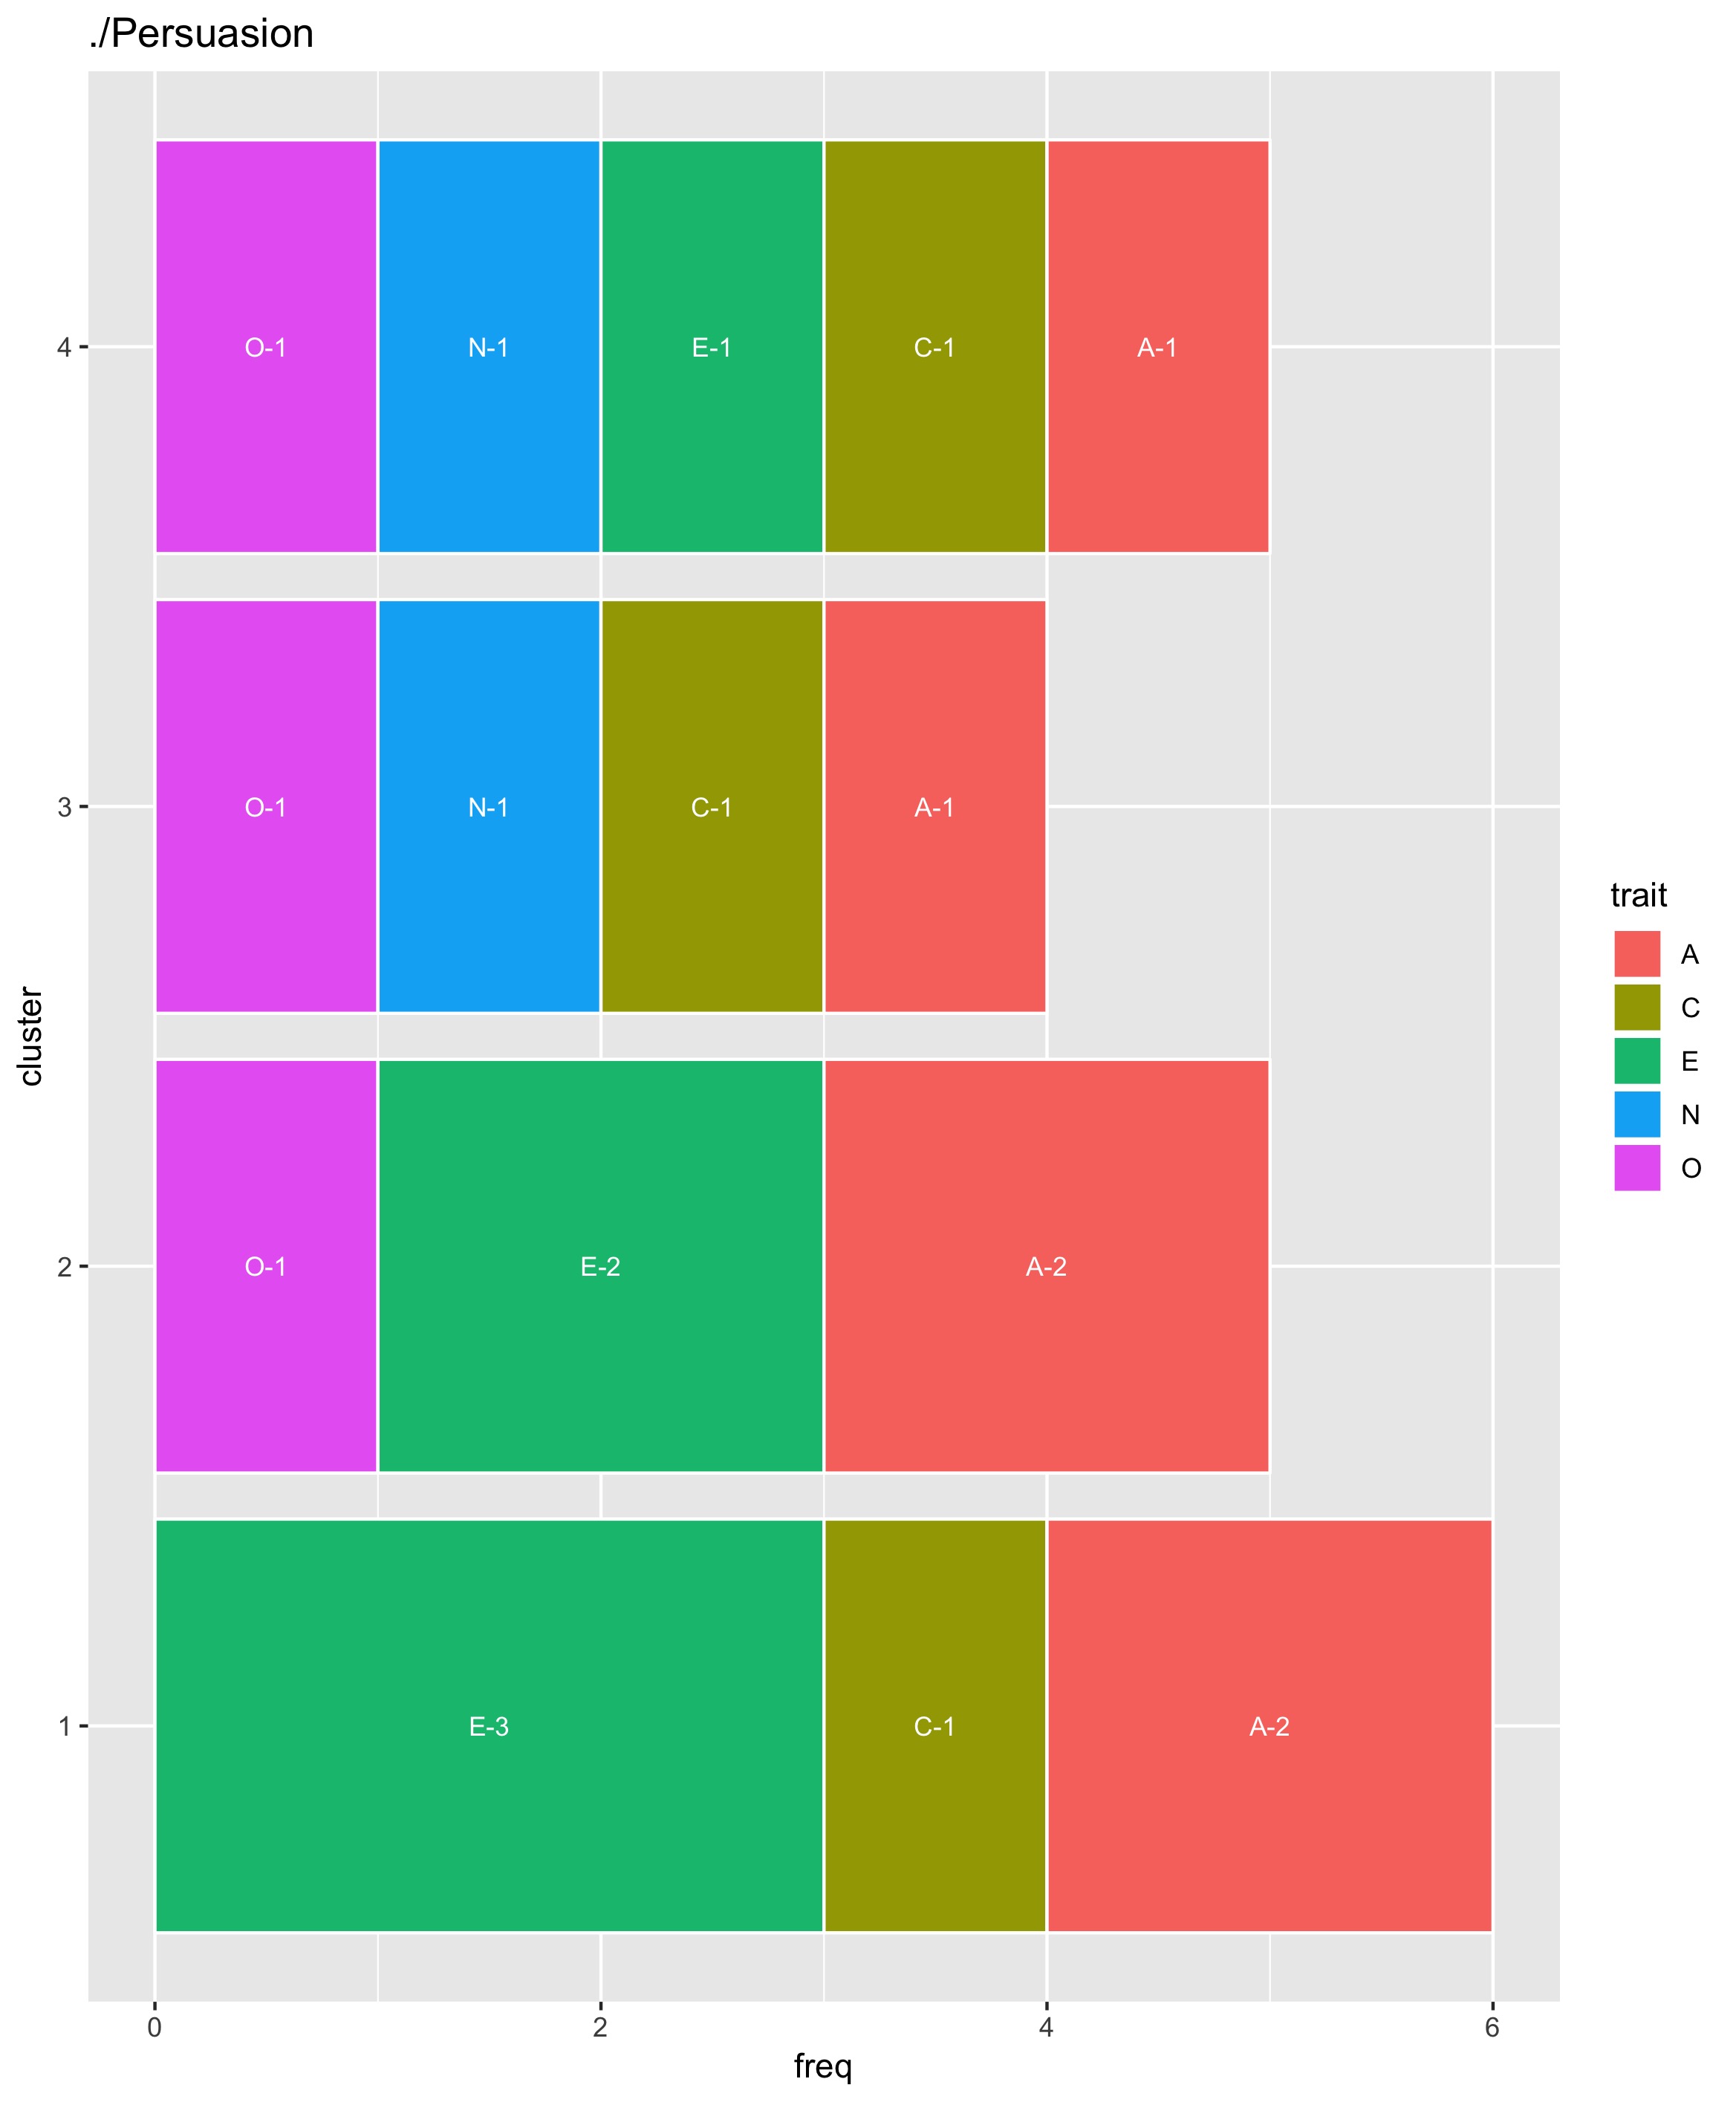 ./Persuasion
4
O-1 N-1 E-1 C-1 A-1
3
O-1 N-1 C-1 A-1
2
O-1 E-2 A-2
1
E-3 C-1 A-2
cluster
0 2 4 6
freq
trait
A
C
E
N
O